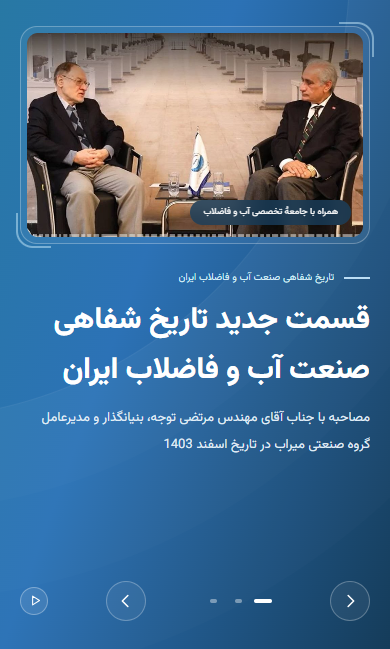 همراه با جامعهٔ تخصصی آب و فاضلاب
تاریخ شفاهی صنعت آب و فاضلاب ایران
قسمت جدید تاریخ شفاهی
صنعت آب و فاضلاب ایران
مصاحبه با جناب آقای مهندس مرتضی توجه، بنیانگذار و مدیرعامل
گروه صنعتی میراب در تاریخ اسفند 1403